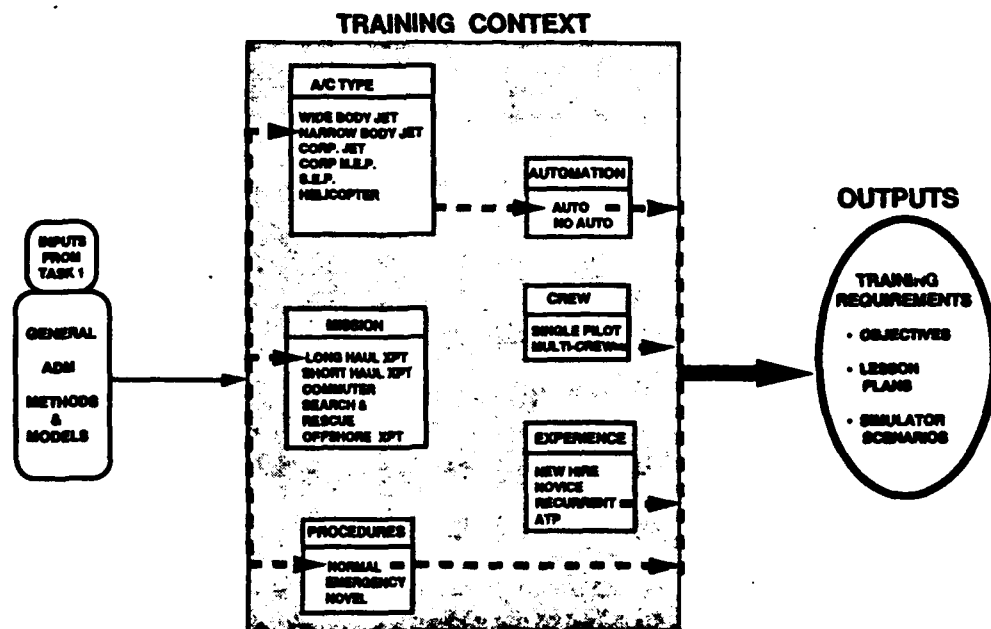 TRAINING CONTEXT
A/C TYPE
WIDE BODY JET
NARROW BODY JET
CORP. JET
CORP M.E.P.
S.E.P.
HELICOPTER
AUTOMATION
AUTO
NO AUTO
OUTPUTS
INPUTS
FROM
TASK 1
GENERAL
ADM
METHODS
&
MODELS
MISSION
LONG HAUL XPT
SHORT HAUL XPT
COMMUTER
SEARCH &
RESCUE
OFFSHORE XPT
CREW
SINGLE PILOT
MULTI-CREW
TRAINING
REQUIREMENTS
• OBJECTIVES
• LESSON
PLANS
• SIMULATOR
SCENARIOS
EXPERIENCE
NEW HIRE
NOVICE
RECURRENT
ATP
PROCEDURES
NORMAL
EMERGENCY
NOVEL